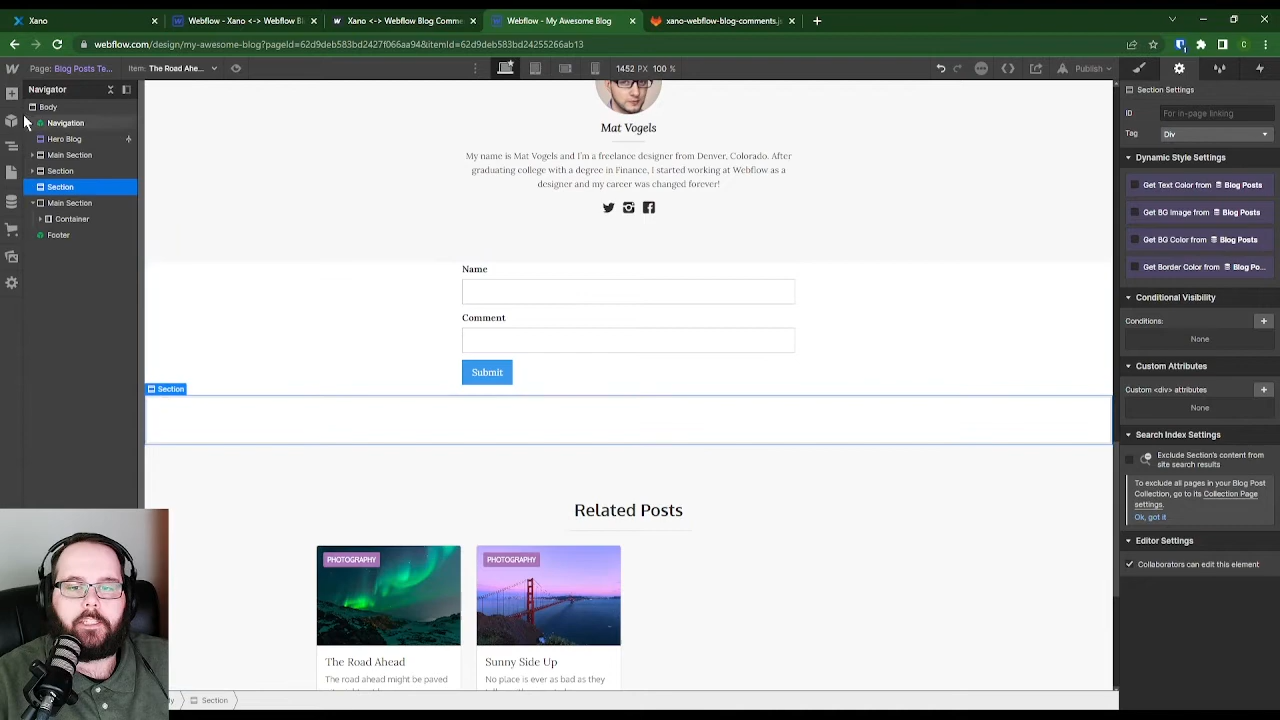 Xano
Xano <-> Webflow Blog Comments
Xano <-> Webflow Blog Comme
Webflow - My Awesome Blog
xano-webflow-blog-comments.js
webflow.com/design/my-awesome-blog?pageId=62d9deb583bd2427f066aa94&itemId=62d9deb583bd24255266ab13
Page: Blog Posts Te...
Item: The Road Ahe...
1452 PX 100 %
Publish
Navigator
Body
Navigation
Hero Blog
Main Section
Section
Section
Main Section
Container
Footer
Mat Vogels
My name is Mat Vogels and I'm a freelance designer from Denver, Colorado. After
graduating college with a degree in Finance, I started working at Webflow as a
designer and my career was changed forever!
Name
Comment
Submit
Section
Related Posts
PHOTOGRAPHY
The Road Ahead
The road ahead might be paved
PHOTOGRAPHY
Sunny Side Up
No place is ever as bad as they
Section
Section Settings
ID
For in-page linking
Tag
Div
Dynamic Style Settings
Get Text Color from Blog Posts
Get BG Image from Blog Posts
Get BG Color from Blog Posts
Get Border Color from Blog Po...
Conditional Visibility
Conditions:
None
Custom Attributes
Custom <div> attributes
None
Search Index Settings
Exclude Section's content from
site search results
To exclude all pages in your Blog Post
Collection, go to its Collection Page
settings.
Ok, got it
Editor Settings
Collaborators can edit this element